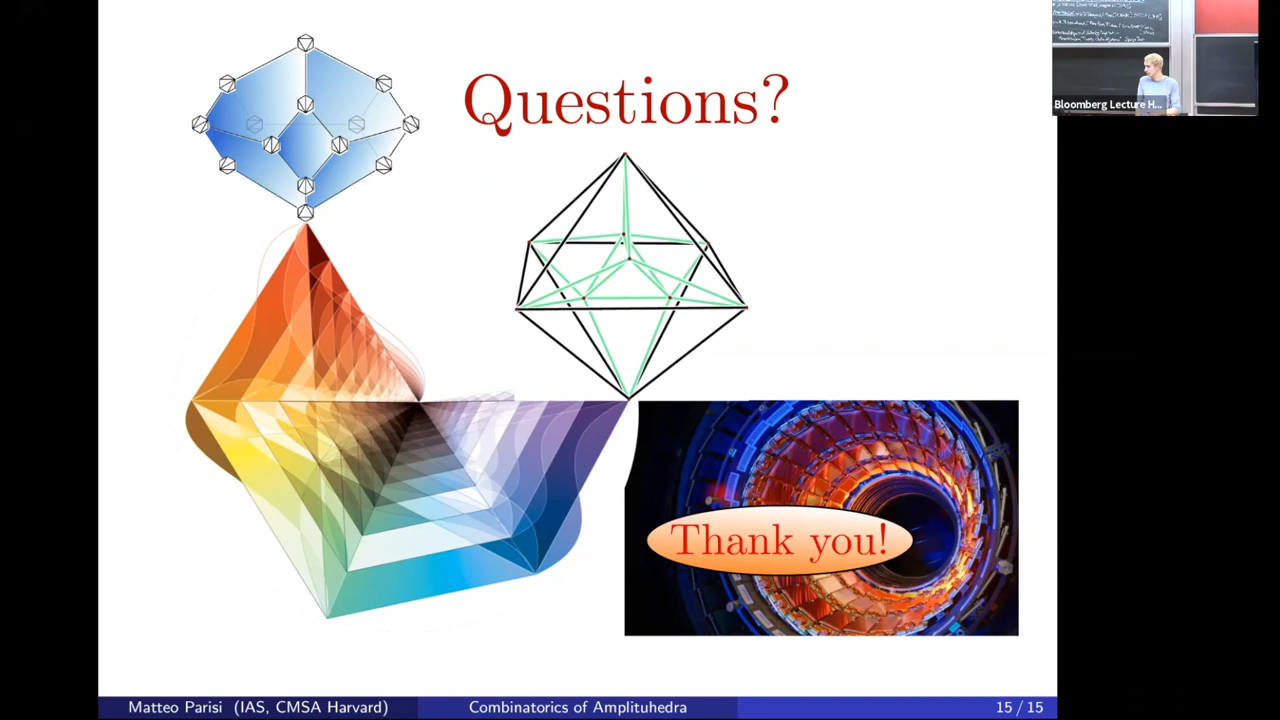 Questions?
Bloomberg Lecture H...
Thank you!
Matteo Parisi (IAS, CMSA Harvard)
Combinatorics of Amplituhedra
15 / 15